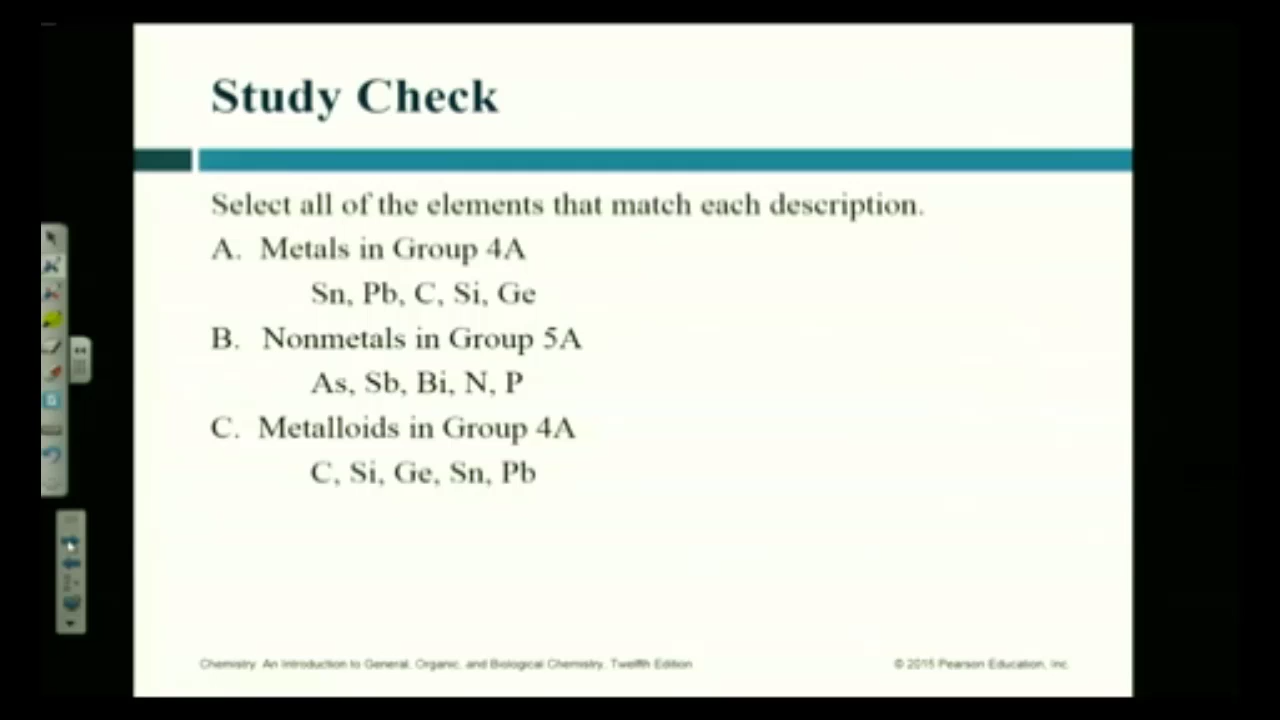 Study Check
Select all of the elements that match each description.
A. Metals in Group 4A
Sn, Pb, C, Si, Ge
B. Nonmetals in Group 5A
As, Sb, Bi, N, P
C. Metalloids in Group 4A
C, Si, Ge, Sn, Pb
Chemistry: An Introduction to General, Organic, and Biological Chemistry, Twelfth Edition
© 2015 Pearson Education, Inc.